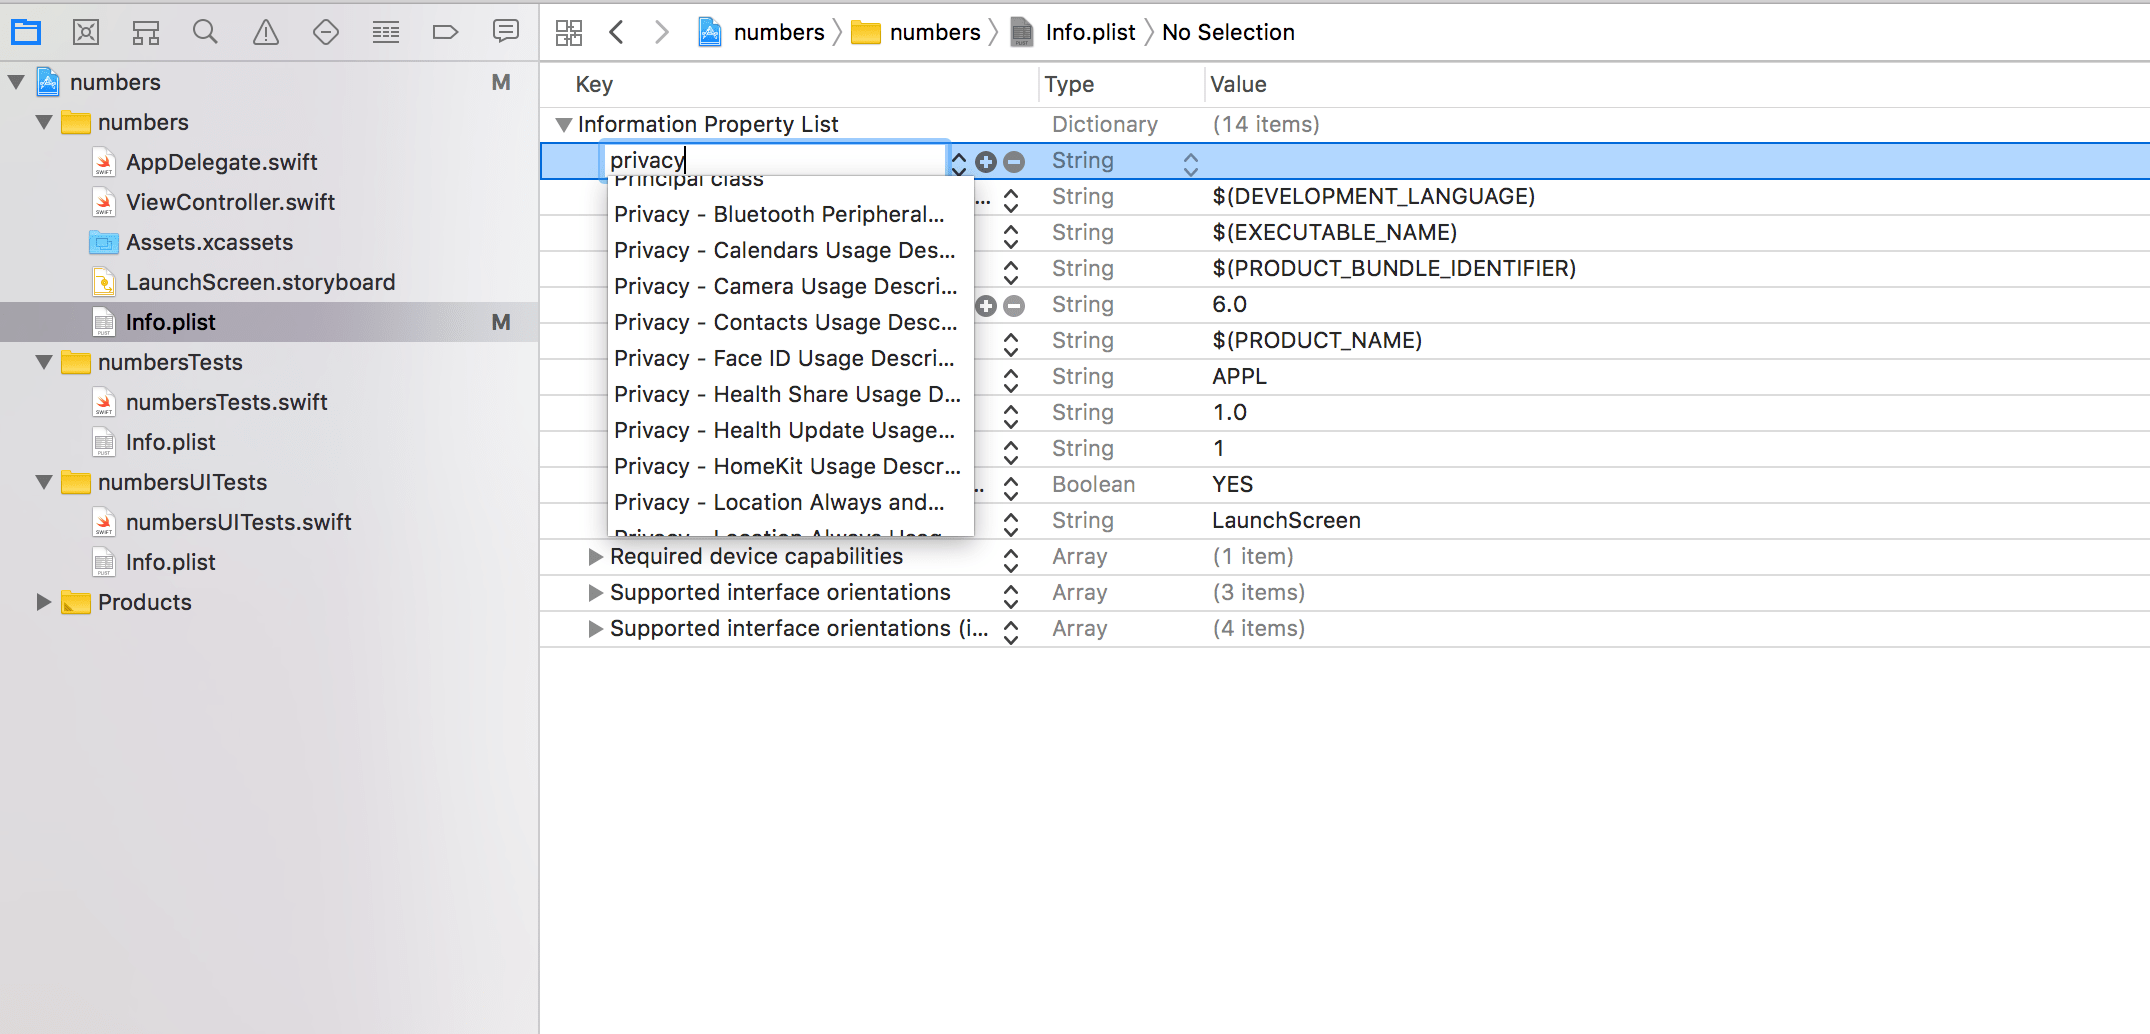 numbers M
numbers
AppDelegate.swift
ViewController.swift
Assets.xcassets
LaunchScreen.storyboard
Info.plist M
numbersTests
numbersTests.swift
Info.plist
numbersUITests
numbersUITests.swift
Info.plist
Products
numbers numbers Info.plist No Selection
Key Type Value
Information Property List Dictionary (14 items)
privacy String
Principal class
Privacy - Bluetooth Peripheral...
Privacy - Calendars Usage Des...
Privacy - Camera Usage Descri...
Privacy - Contacts Usage Desc...
Privacy - Face ID Usage Descri...
Privacy - Health Share Usage D...
Privacy - Health Update Usage...
Privacy - HomeKit Usage Descr...
Privacy - Location Always and...
Privacy - Location Always Usag...
... String $(DEVELOPMENT_LANGUAGE)
String $(EXECUTABLE_NAME)
String $(PRODUCT_BUNDLE_IDENTIFIER)
String 6.0
String $(PRODUCT_NAME)
String APPL
String 1.0
String 1
.. Boolean YES
String LaunchScreen
Required device capabilities Array (1 item)
Supported interface orientations Array (3 items)
Supported interface orientations (i... Array (4 items)